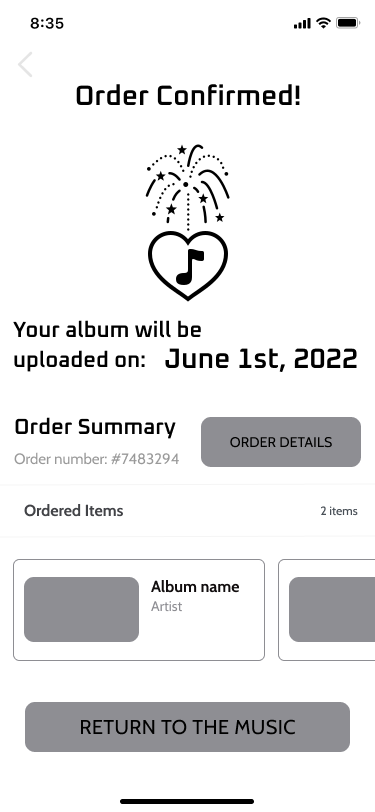 8:35
Order Confirmed!
Your album will be
uploaded on: June 1st, 2022
Order Summary
ORDER DETAILS
Order number: #7483294
Ordered Items 2 items
Album name
Artist
RETURN TO THE MUSIC